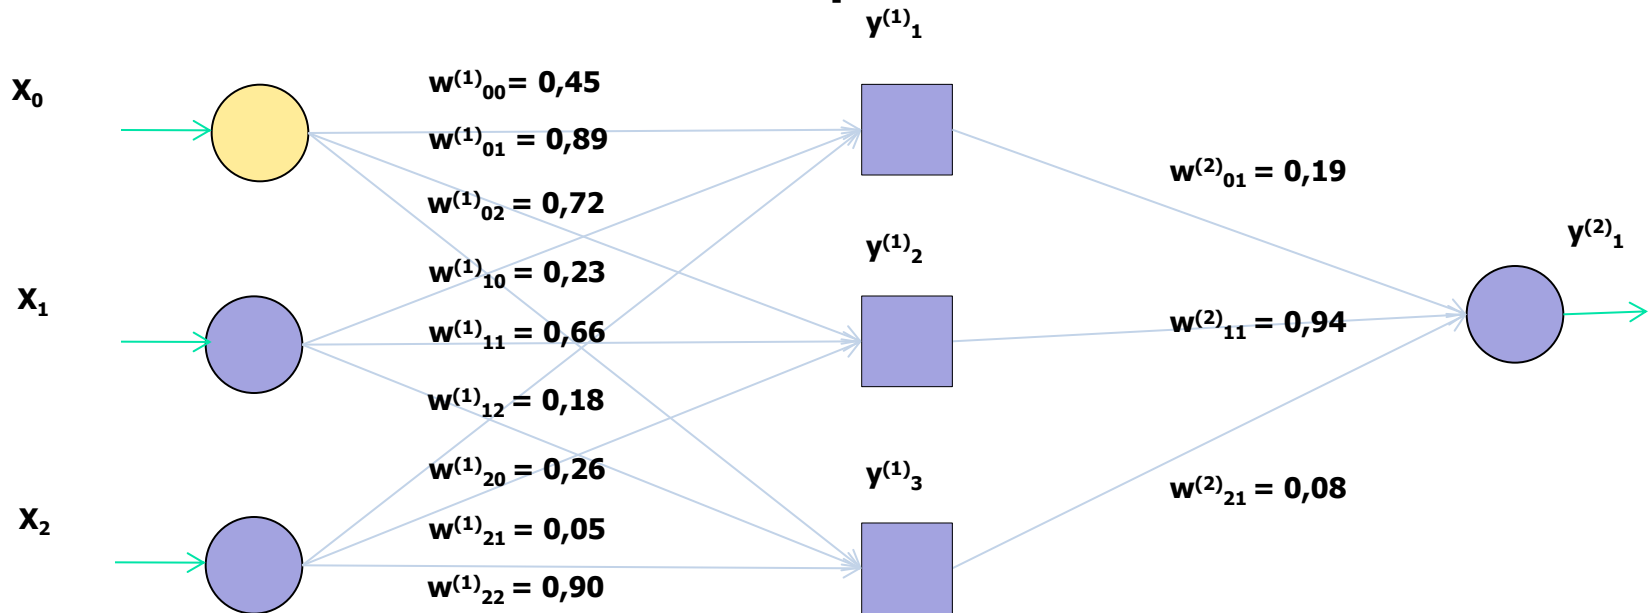 y(1)1
X0
w(1)00= 0,45
w(1)01 = 0,89
w(2)01 = 0,19
w(1)02 = 0,72
y(2)1
y(1)2
w(1)10 = 0,23
X1
w(1)11 = 0,66
w(2)11 = 0,94
w(1)12 = 0,18
w(1)20 = 0,26
y(1)3
w(2)21 = 0,08
X2
w(1)21 = 0,05
w(1)22 = 0,90